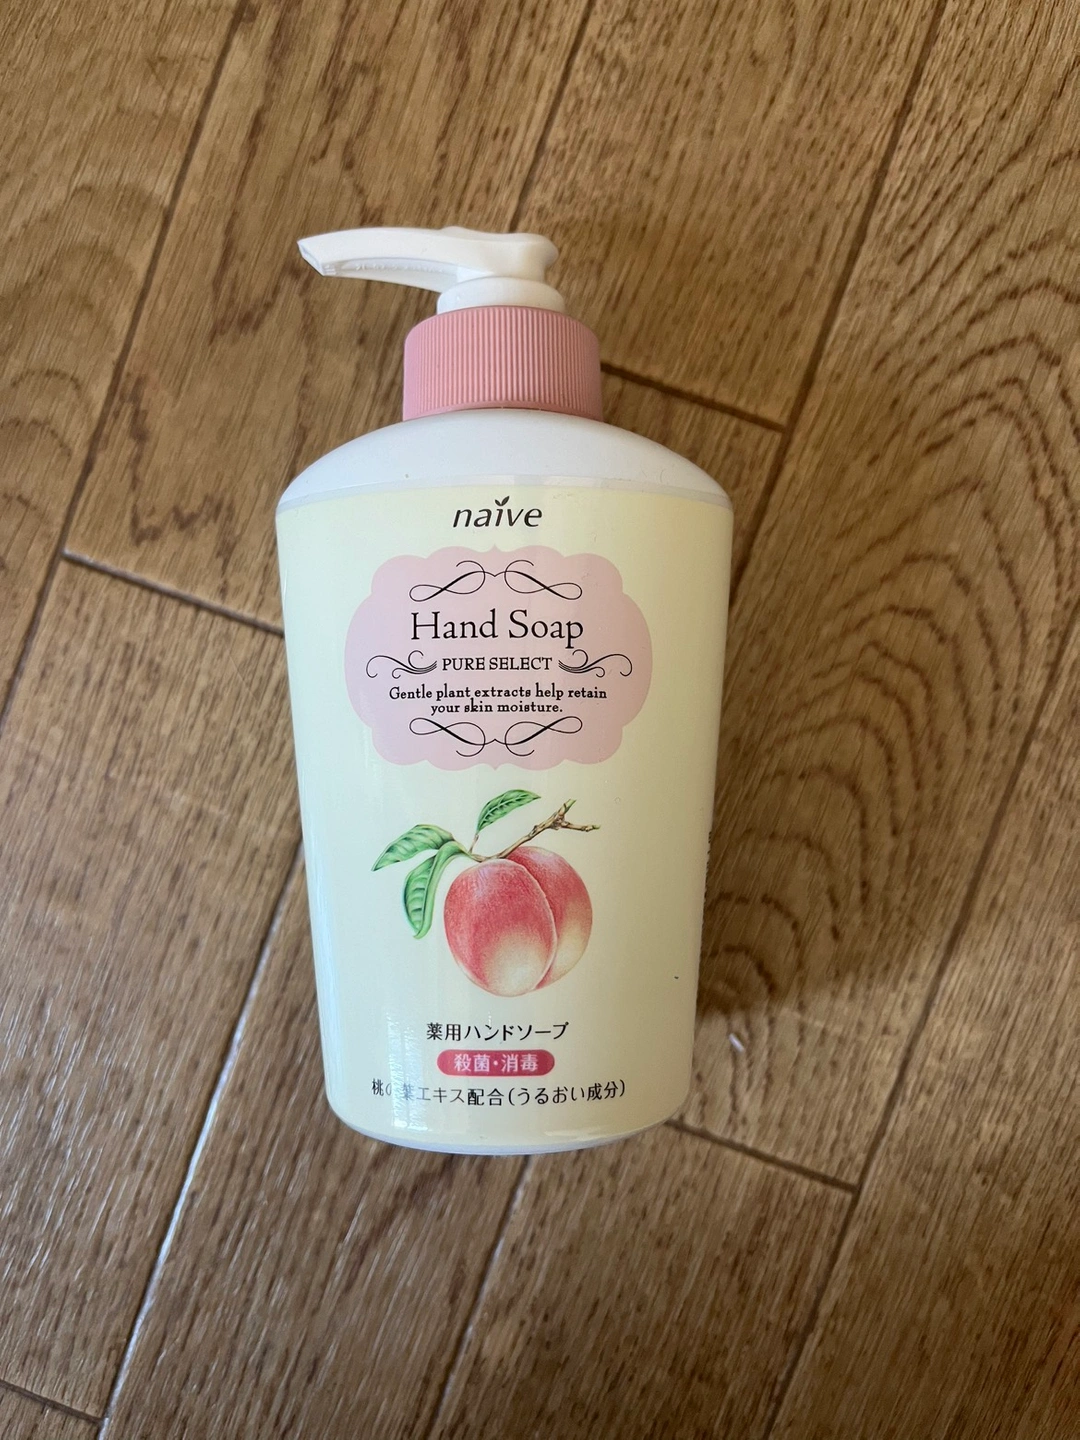 naïve
Hand Soap
PURE SELECT
Gentle plant extracts help retain
your skin moisture.
薬用ハンドソープ
殺菌・消毒
桃の葉エキス配合(うるおい成分)